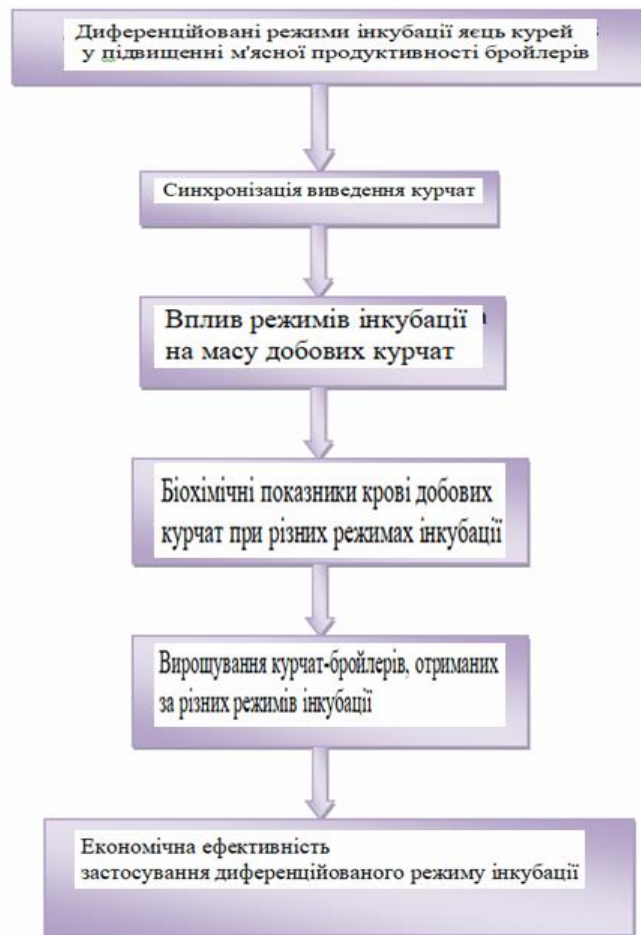 Диференційовані режими інкубації яєць курей
у підвищенні м'ясної продуктивності бройлерів
Синхронізація виведення курчат
Вплив режимів інкубації
на масу добових курчат
Біохімічні показники крові добових
курчат при різних режимах інкубації
Вирощування курчат-бройлерів, отриманих
за різних режимів інкубації
Економічна ефективність
застосування диференційованого режиму інкубації